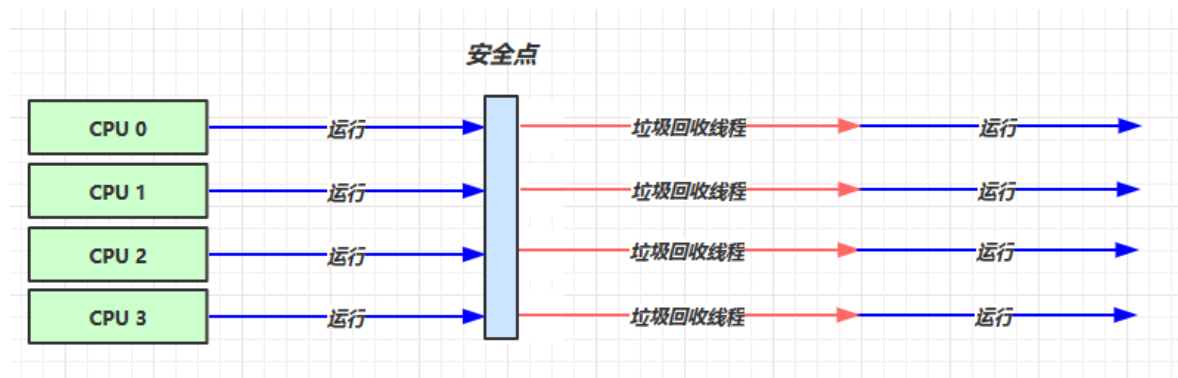 安全点
CPU 0 运行 垃圾回收线程 运行
CPU 1 运行 垃圾回收线程 运行
CPU 2 运行 垃圾回收线程 运行
CPU 3 运行 垃圾回收线程 运行